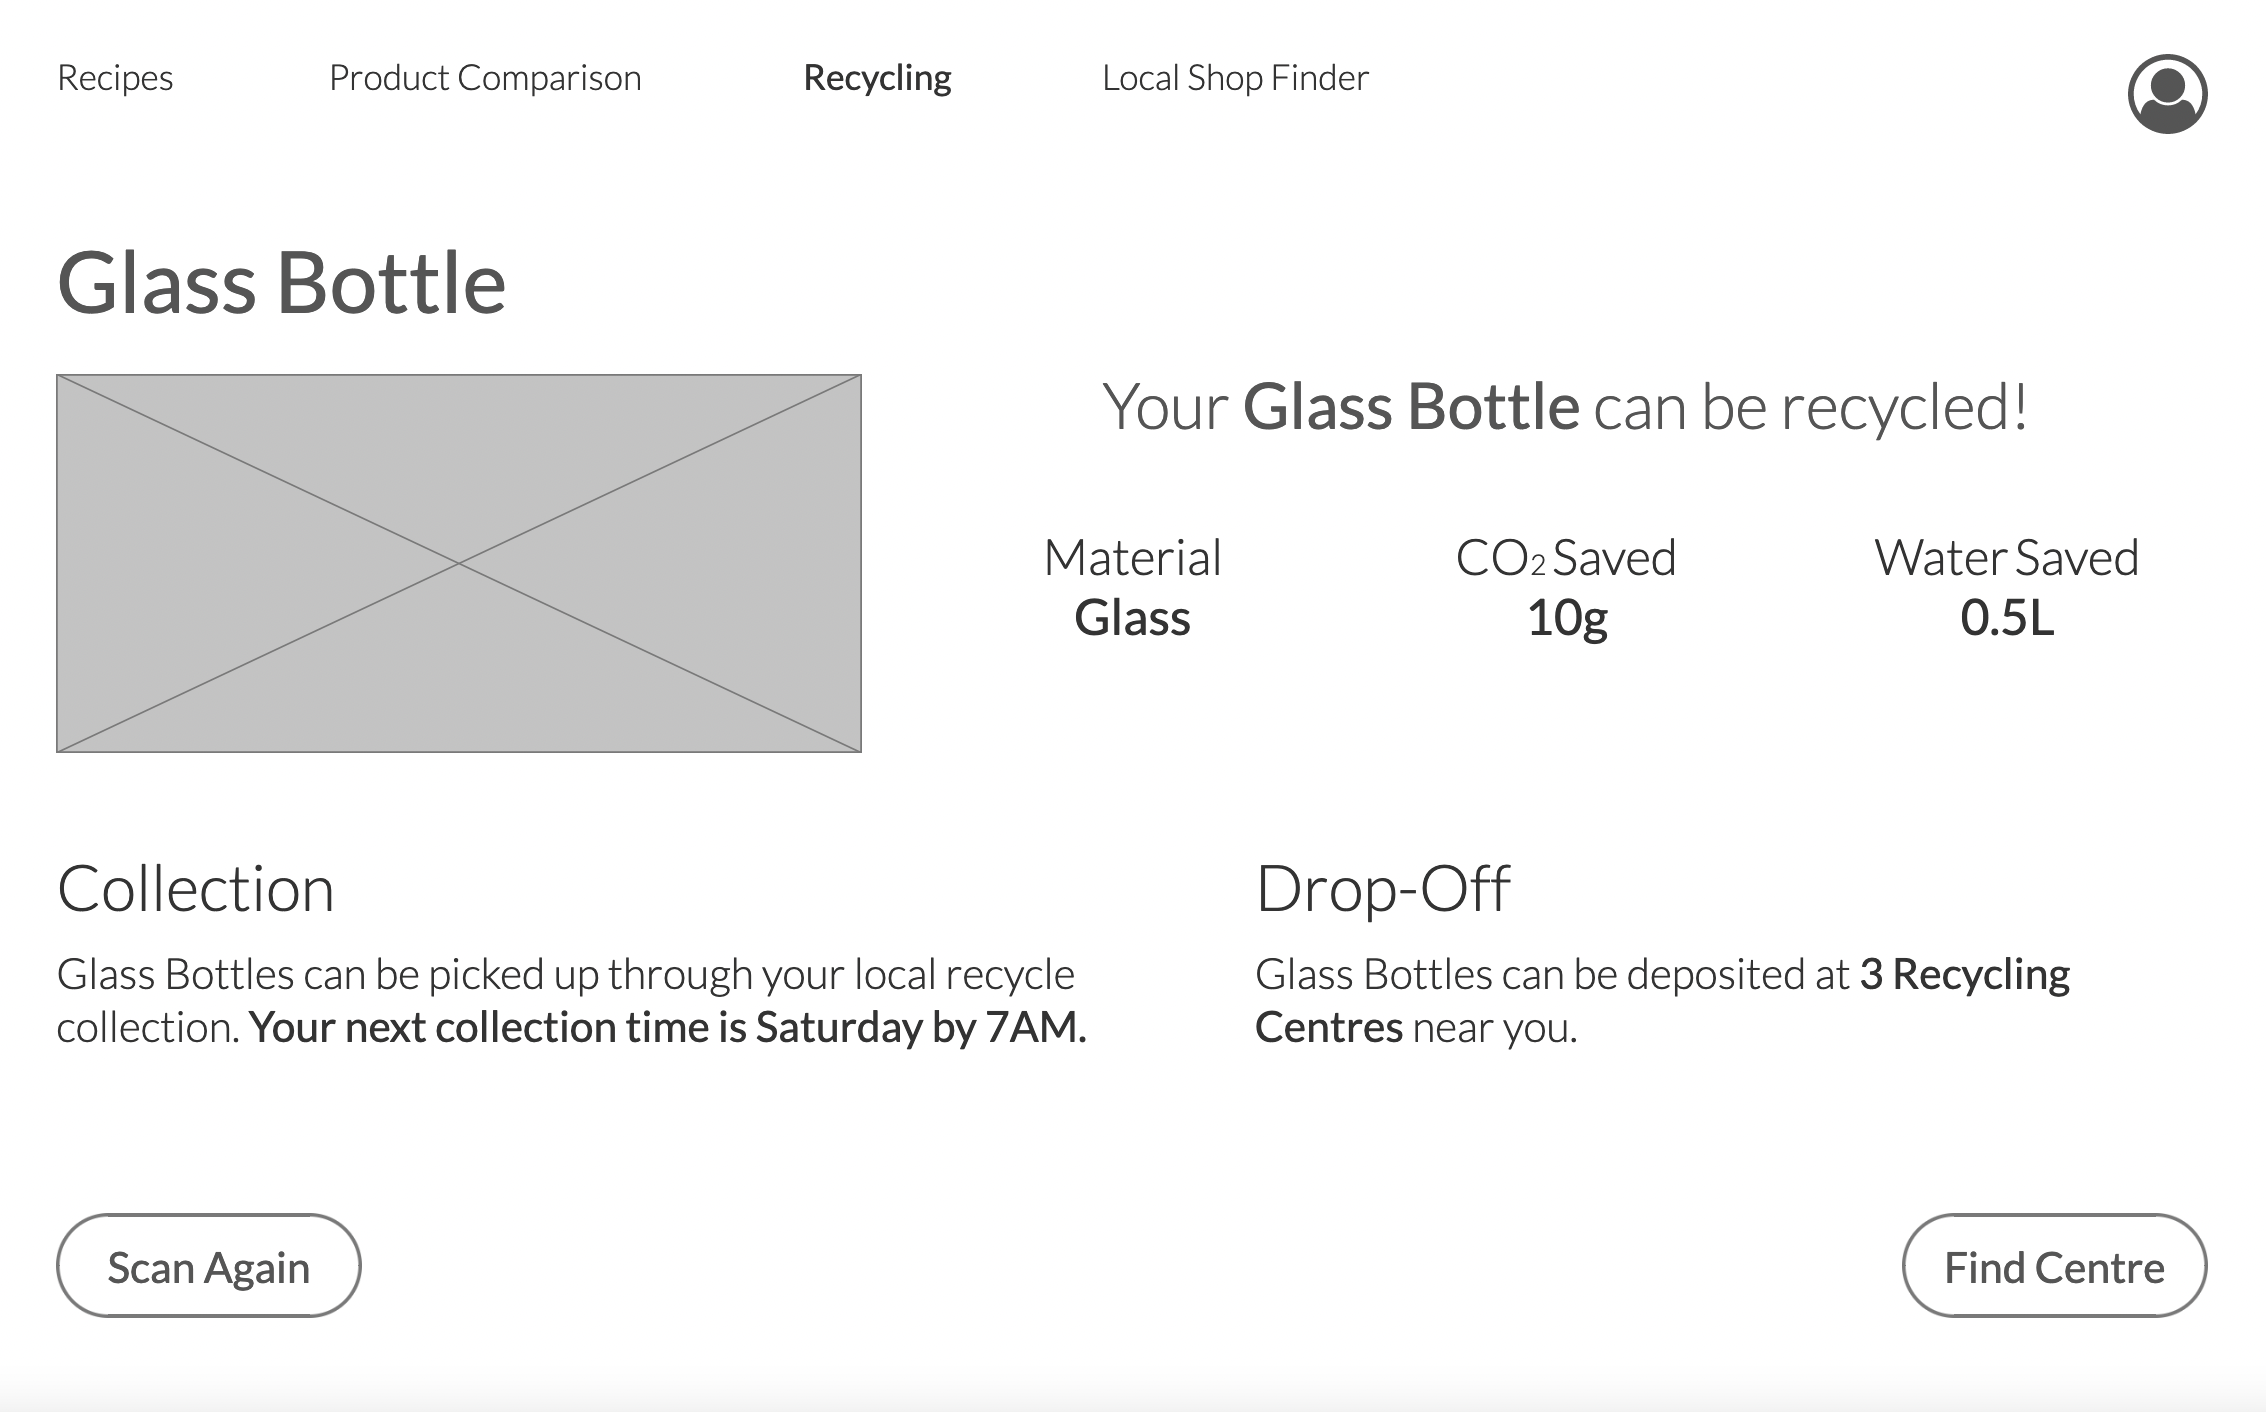 Recipes
Product Comparison
Recycling
Local Shop Finder
Glass Bottle
Your Glass Bottle can be recycled!
Material
Glass
CO₂ Saved
10g
Water Saved
0.5L
Collection
Glass Bottles can be picked up through your local recycle
collection. Your next collection time is Saturday by 7AM.
Drop-Off
Glass Bottles can be deposited at 3 Recycling
Centres near you.
Scan Again
Find Centre